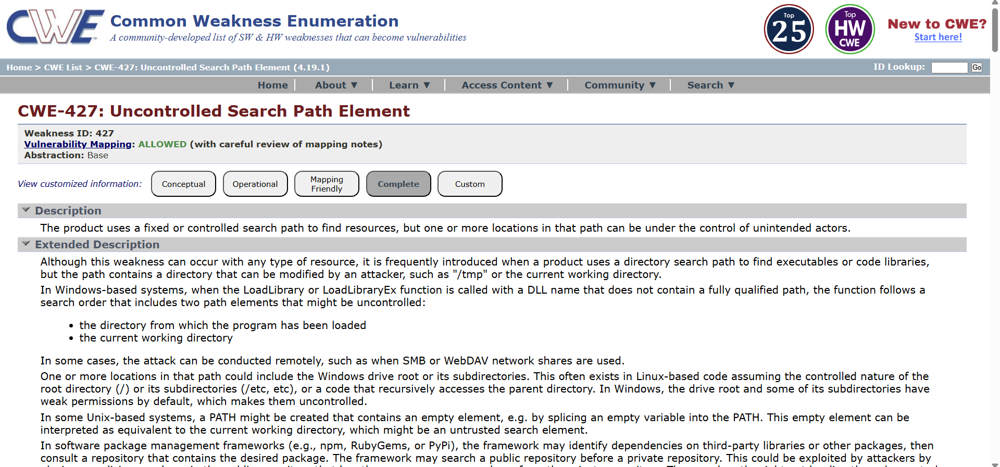 CWE
Common Weakness Enumeration
A community-developed list of SW & HW weaknesses that can become vulnerabilities
Top
25
Top
HW
CWE
New to CWE?
Start here!
Home > CWE List > CWE-427: Uncontrolled Search Path Element (4.19.1)
ID Lookup:
Go
Home
About ▼
Learn ▼
Access Content ▼
Community ▼
Search ▼
CWE-427: Uncontrolled Search Path Element
Weakness ID: 427
Vulnerability Mapping: ALLOWED (with careful review of mapping notes)
Abstraction: Base
View customized information:
Conceptual
Operational
Mapping
Friendly
Complete
Custom
Description
The product uses a fixed or controlled search path to find resources, but one or more locations in that path can be under the control of unintended actors.
Extended Description
Although this weakness can occur with any type of resource, it is frequently introduced when a product uses a directory search path to find executables or code libraries,
but the path contains a directory that can be modified by an attacker, such as "/tmp" or the current working directory.
In Windows-based systems, when the LoadLibrary or LoadLibraryEx function is called with a DLL name that does not contain a fully qualified path, the function follows a
search order that includes two path elements that might be uncontrolled:
• the directory from which the program has been loaded
• the current working directory
In some cases, the attack can be conducted remotely, such as when SMB or WebDAV network shares are used.
One or more locations in that path could include the Windows drive root or its subdirectories. This often exists in Linux-based code assuming the controlled nature of the
root directory (/) or its subdirectories (/etc, etc), or a code that recursively accesses the parent directory. In Windows, the drive root and some of its subdirectories have
weak permissions by default, which makes them uncontrolled.
In some Unix-based systems, a PATH might be created that contains an empty element, e.g. by splicing an empty variable into the PATH. This empty element can be
interpreted as equivalent to the current working directory, which might be an untrusted search element.
In software package management frameworks (e.g., npm, RubyGems, or PyPi), the framework may identify dependencies on third-party libraries or other packages, then
consult a repository that contains the desired package. The framework may search a public repository before a private repository. This could be exploited by attackers by